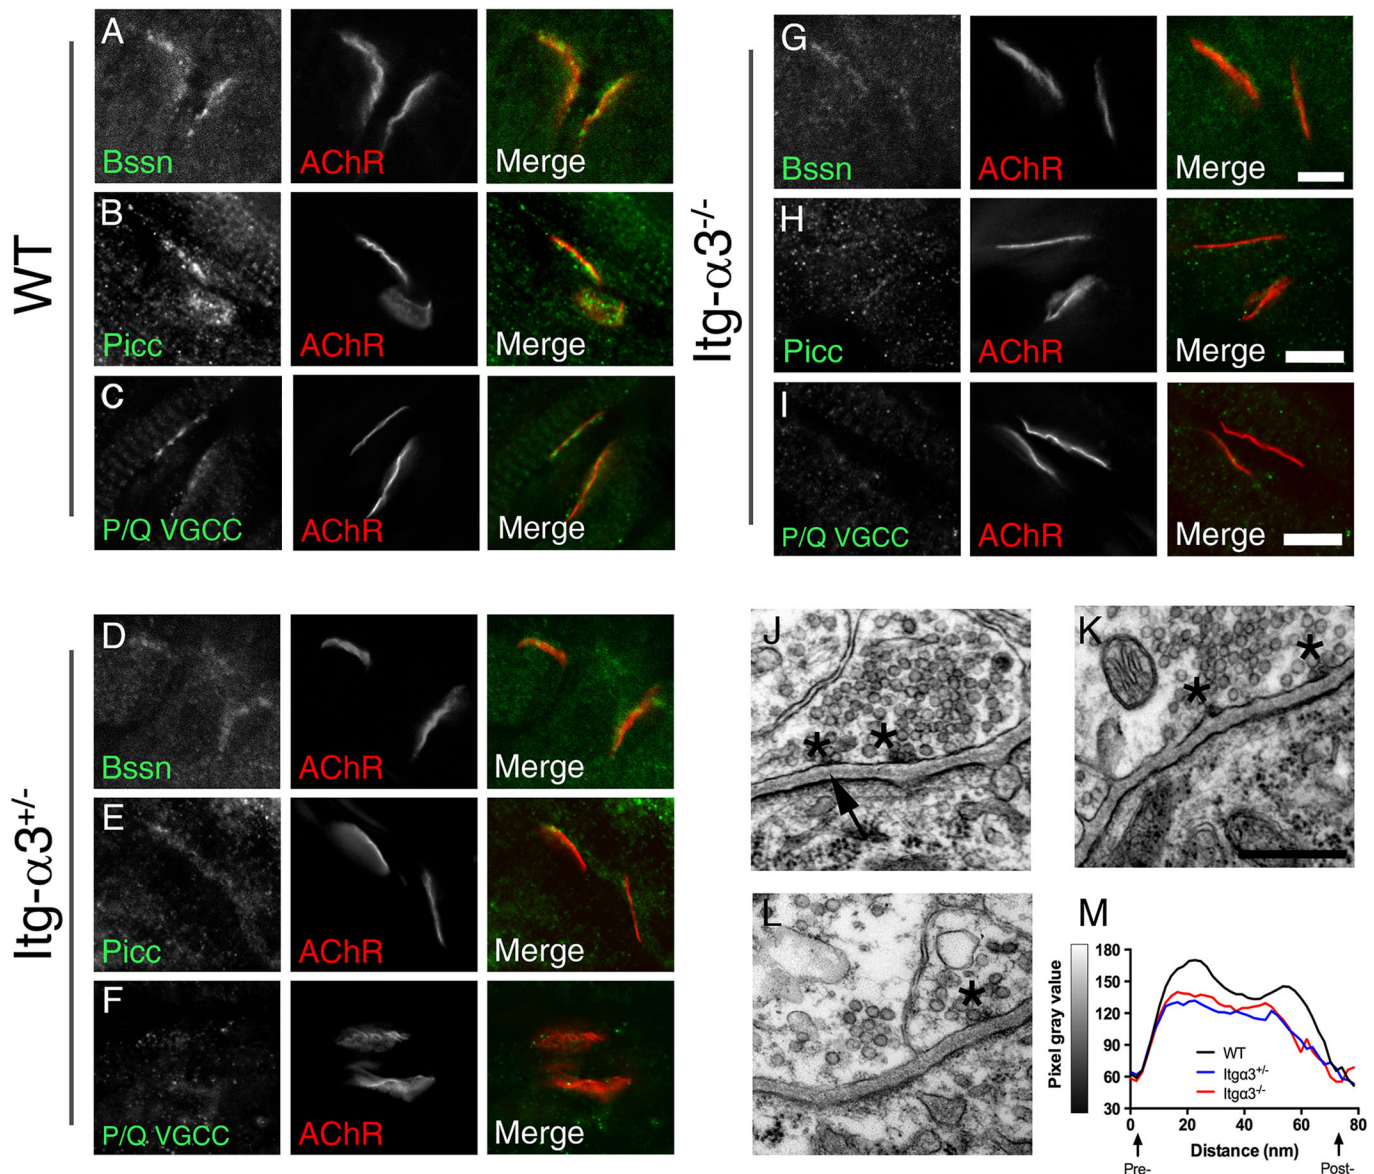 WT
A
Bssn
AChR
Merge
B
Picc
AChR
Merge
C
P/Q VGCC
AChR
Merge
Itg-α3-/-
G
Bssn
AChR
Merge
H
Picc
AChR
Merge
I
P/Q VGCC
AChR
Merge
Itg-α3+/-
D
Bssn
AChR
Merge
E
Picc
AChR
Merge
F
P/Q VGCC
AChR
Merge
J
*
*
K
*
*
L
*
M
Pixel gray value
180
150
120
90
60
30
WT
Itgα3+/-
Itgα3-/-
0
20
40
60
80
Distance (nm)
Pre-
Post-